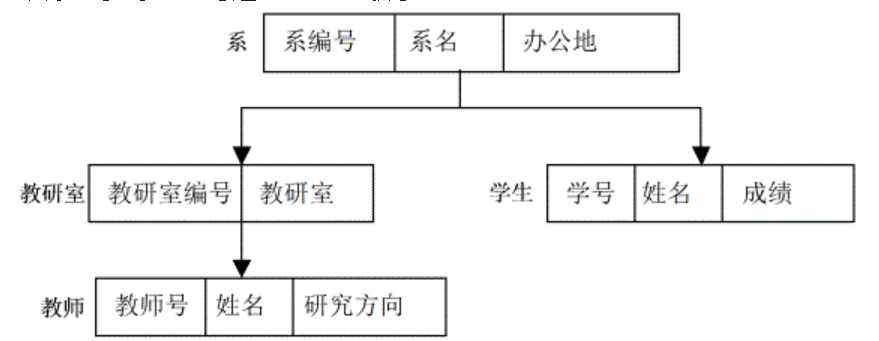 系 系编号 系名 办公地
教研室 教研室编号 教研室
学生 学号 姓名 成绩
教师 教师号 姓名 研究方向